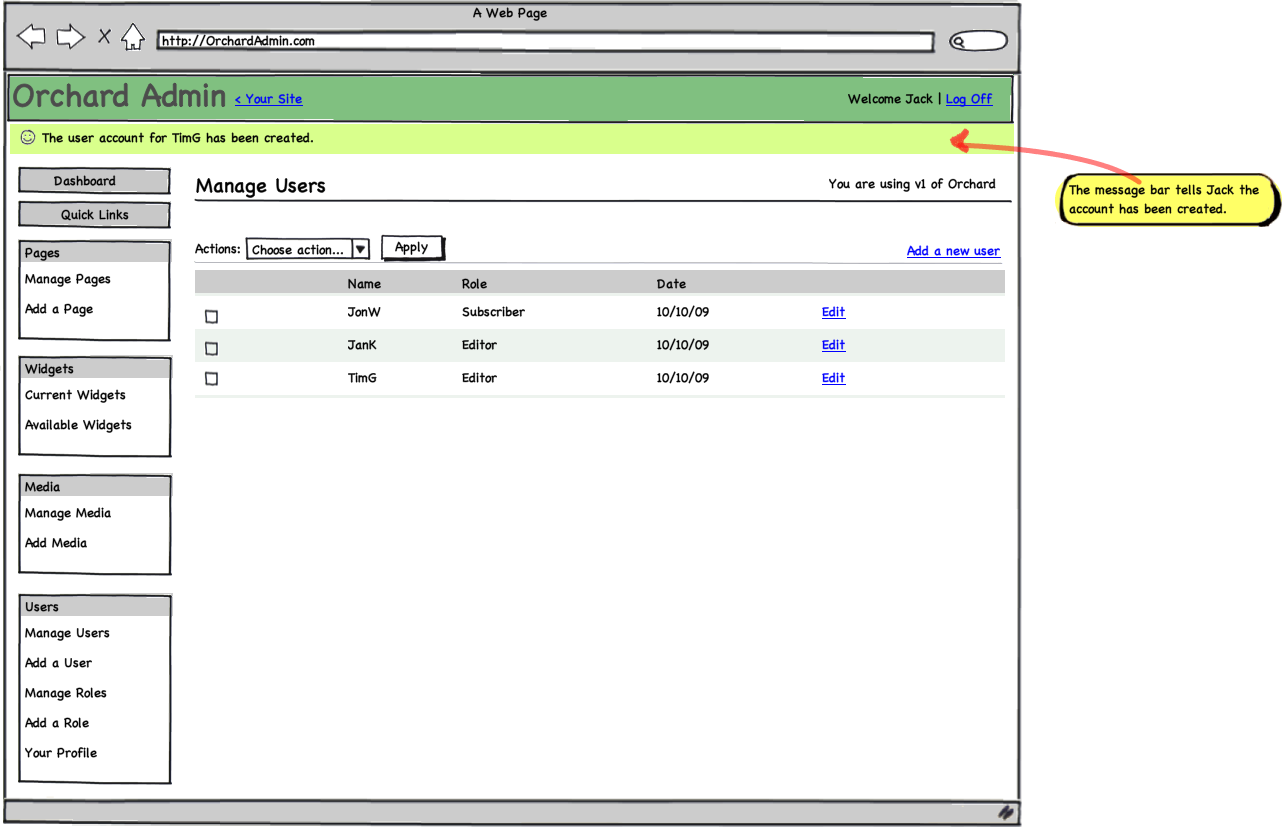 A Web Page
http://OrchardAdmin.com
Orchard Admin < Your Site Welcome Jack | Log Off
The user account for TimG has been created.
The message bar tells Jack the
account has been created.
Dashboard
Quick Links
Pages
Manage Pages
Add a Page
Widgets
Current Widgets
Available Widgets
Media
Manage Media
Add Media
Users
Manage Users
Add a User
Manage Roles
Add a Role
Your Profile
Manage Users You are using v1 of Orchard
Actions: Choose action... Apply Add a new user
Name Role Date
JonW Subscriber 10/10/09 Edit
JanK Editor 10/10/09 Edit
TimG Editor 10/10/09 Edit